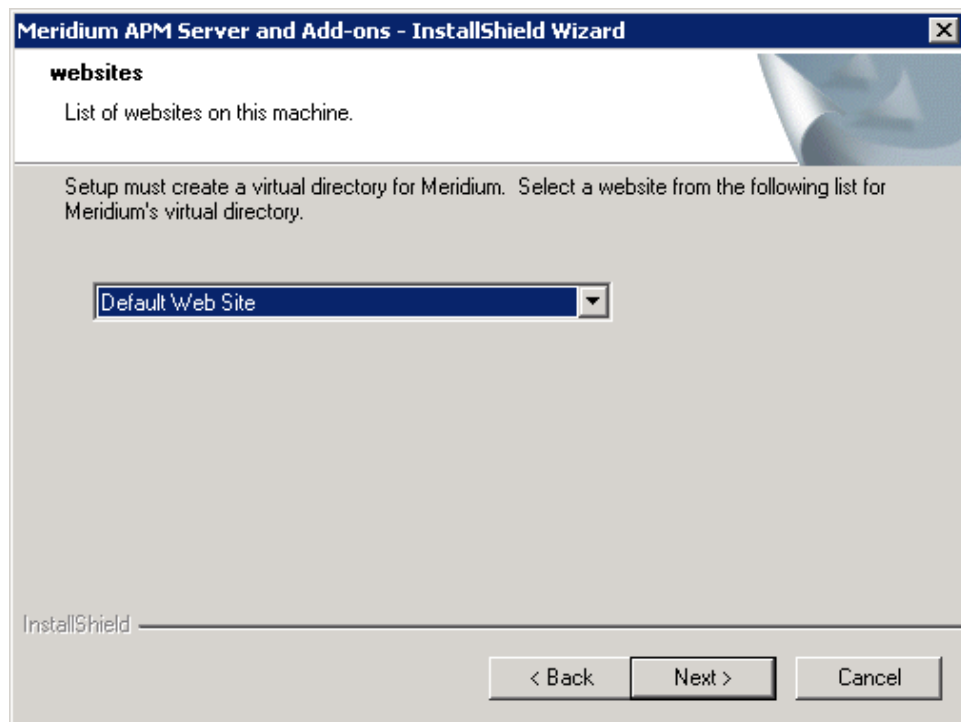 Meridium APM Server and Add-ons - InstallShield Wizard
websites
List of websites on this machine.
Setup must create a virtual directory for Meridium.  Select a website from the following list for
Meridium's virtual directory.
Default Web Site
InstallShield
< Back
Next >
Cancel